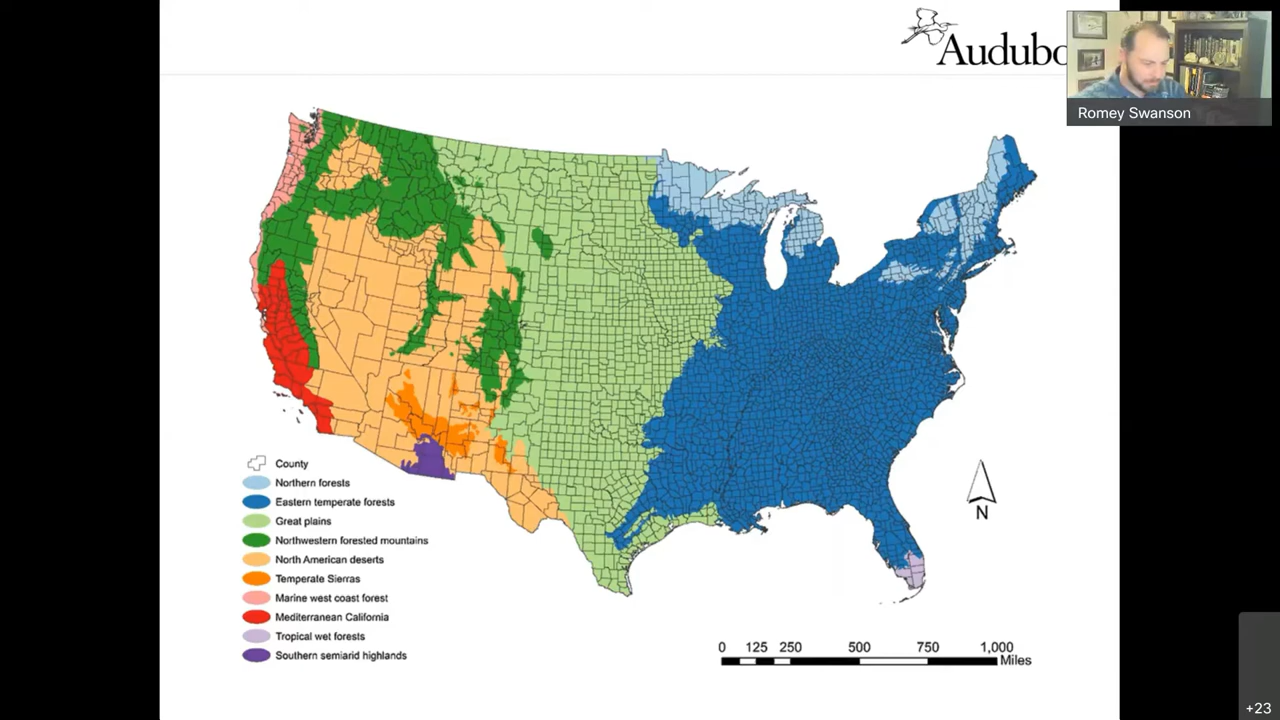 Audubo
Romey Swanson
County
Northern forests
Eastern temperate forests
Great plains
Northwestern forested mountains
North American deserts
Temperate Sierras
Marine west coast forest
Mediterranean California
Tropical wet forests
Southern semiarid highlands
N
0 125 250 500 750 1,000
Miles
+23